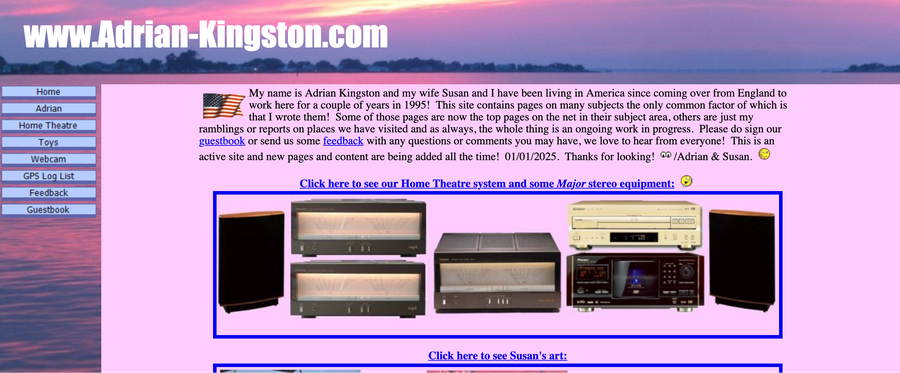 www.Adrian-Kingston.com
Home
Adrian
Home Theatre
Toys
Webcam
GPS Log List
Feedback
Guestbook
My name is Adrian Kingston and my wife Susan and I have been living in America since coming over from England to
work here for a couple of years in 1995!  This site contains pages on many subjects the only common factor of which is
that I wrote them!  Some of those pages are now the top pages on the net in their subject area, others are just my
ramblings or reports on places we have visited and as always, the whole thing is an ongoing work in progress.  Please do sign our
guestbook or send us some feedback with any questions or comments you may have, we love to hear from everyone!  This is an
active site and new pages and content are being added all the time!  01/01/2025.  Thanks for looking!  /Adrian & Susan.
Click here to see our Home Theatre system and some Major stereo equipment:
Click here to see Susan's art: